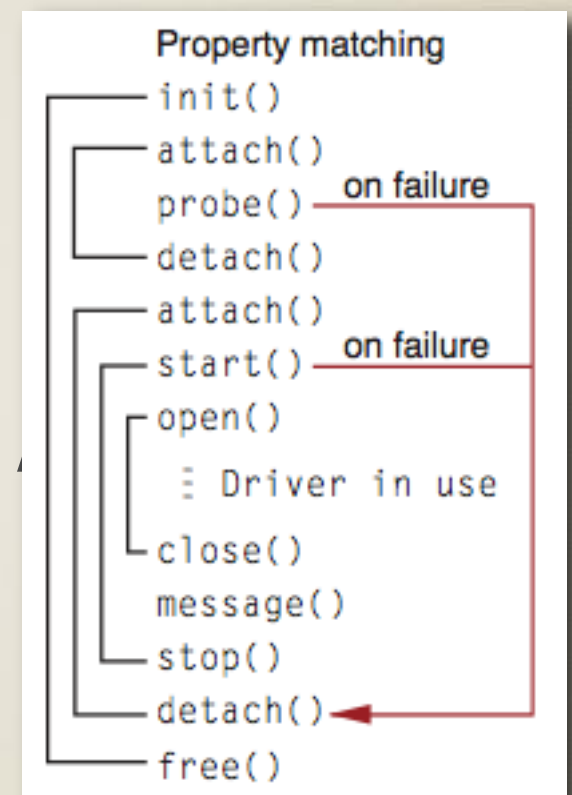 Property matching
init()
attach()
probe() on failure
detach()
attach()
start() on failure
open()
⋮ Driver in use
close()
message()
stop()
detach()
free()